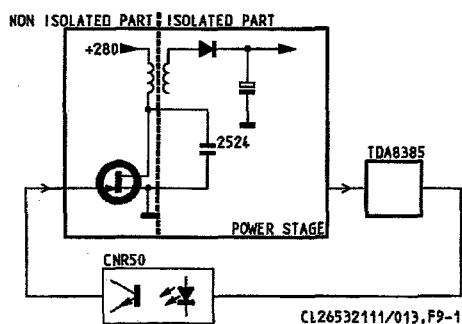 NON ISOLATED PART ISOLATED PART
+280
2524
TDA8385
POWER STAGE
CNR50
CL26532111/013,F9-1